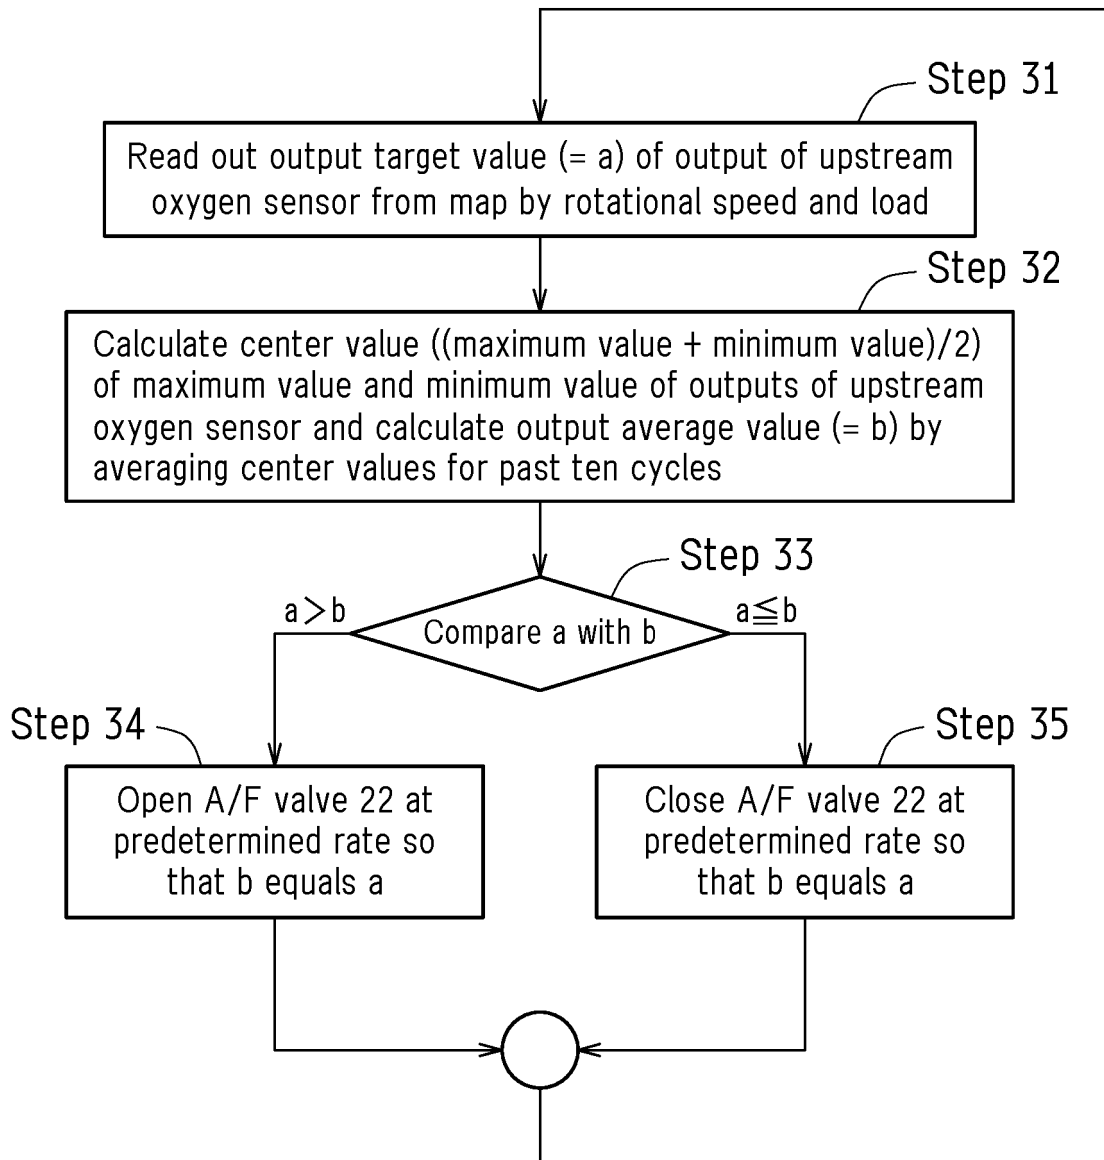 Step 31
Read out output target value (= a) of output of upstream
oxygen sensor from map by rotational speed and load
Step 32
Calculate center value ((maximum value + minimum value)/2)
of maximum value and minimum value of outputs of upstream
oxygen sensor and calculate output average value (= b) by
averaging center values for past ten cycles
Step 33
a>b
Compare a with b
a≦b
Step 34
Open A/F valve 22 at
predetermined rate so
that b equals a
Step 35
Close A/F valve 22 at
predetermined rate so
that b equals a